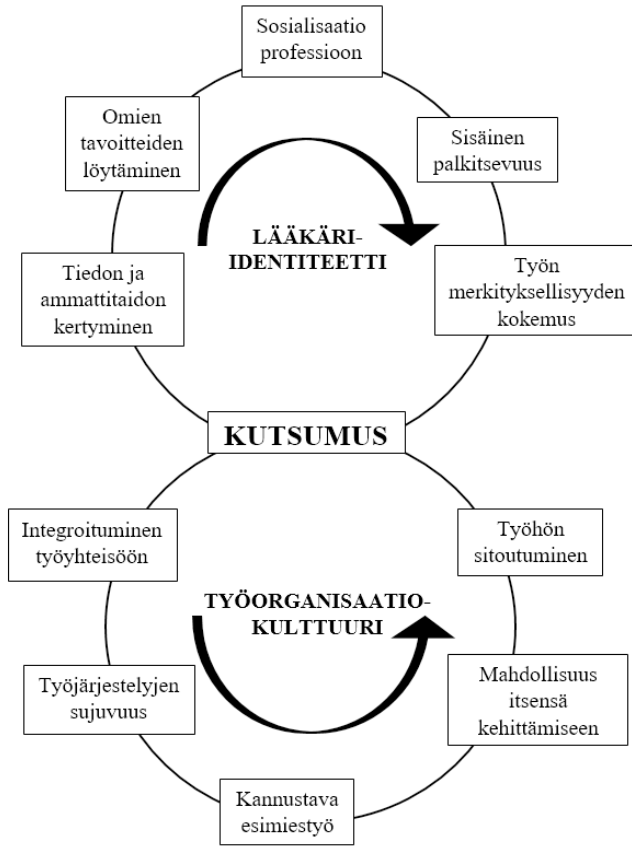 Sosialisaatio
professioon
Omien
tavoitteiden
löytäminen
Sisäinen
palkitsevuus
LÄÄKÄRI-
IDENTITEETTI
Tiedon ja
ammattitaidon
kertyminen
Työn
merkityksellisyyden
kokemus
KUTSUMUS
Integroituminen
työyhteisöön
Työhön
sitoutuminen
TYÖORGANISAATIO-
KULTTUURI
Työjärjestelyjen
sujuvuus
Mahdollisuus
itsensä
kehittämiseen
Kannustava
esimiestyö